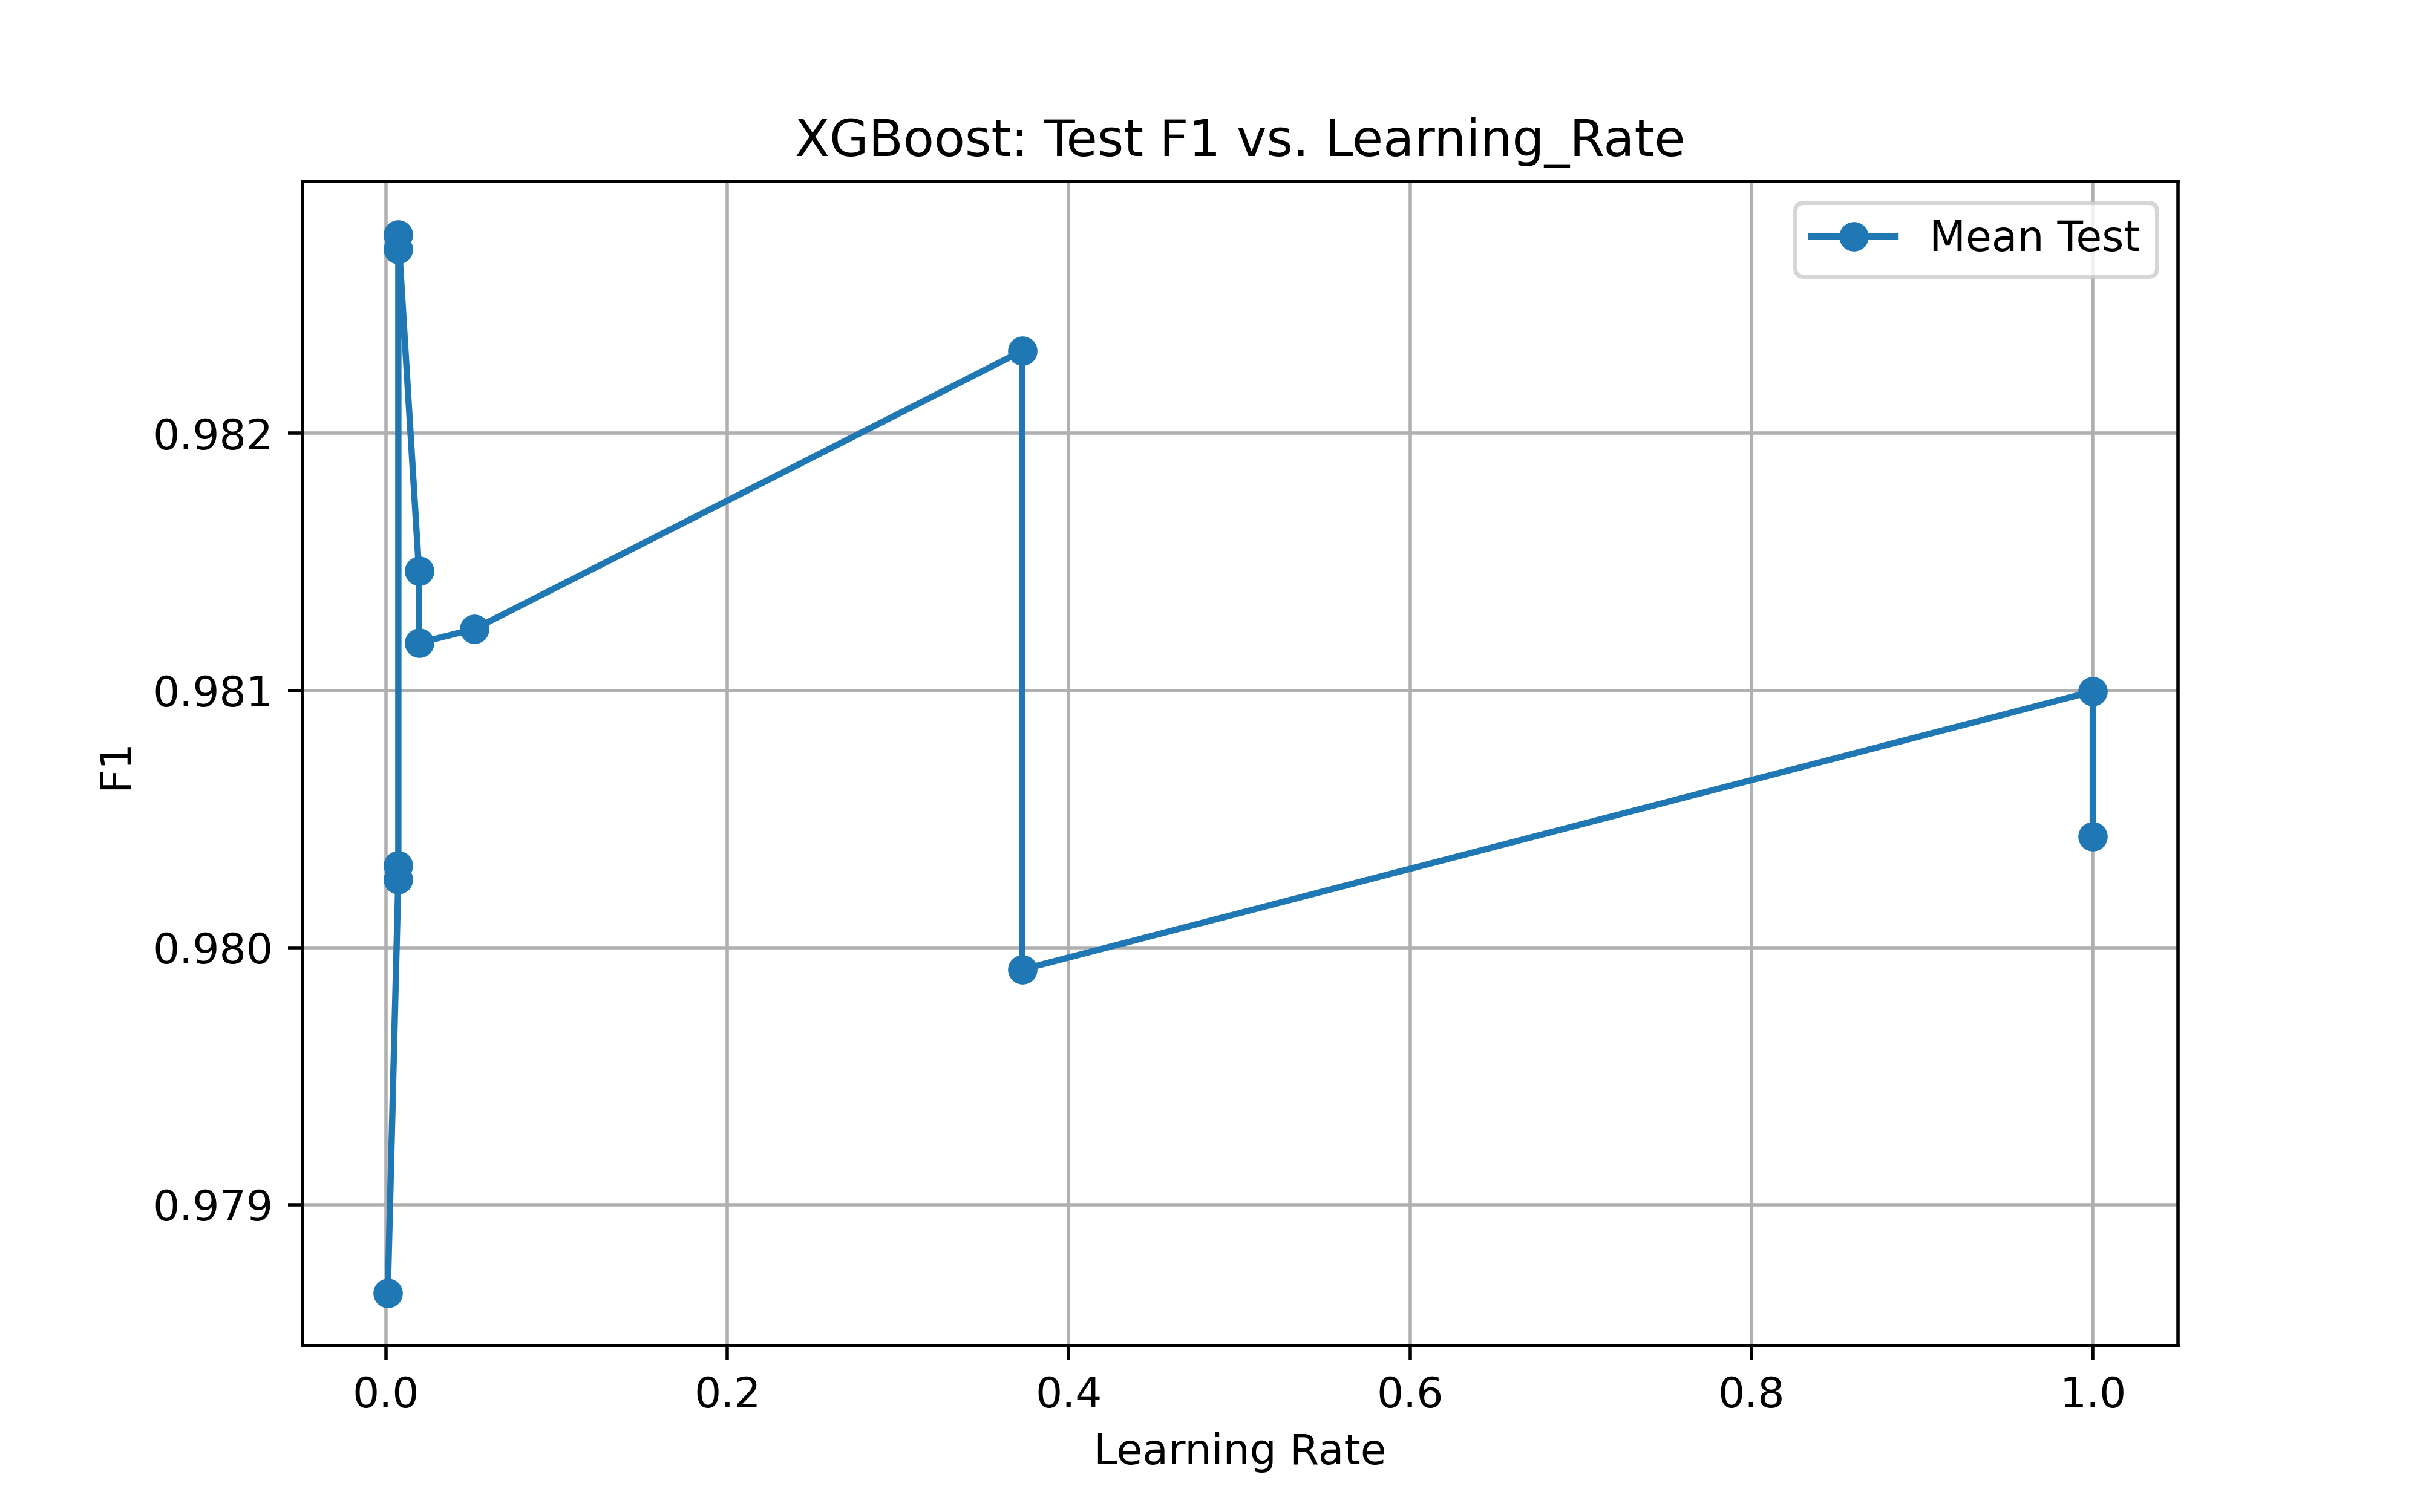 XGBoost: Test F1 vs. Learning_Rate
Mean Test
0.982
0.981
0.980
0.979
F1
0.0 0.2 0.4 0.6 0.8 1.0
Learning Rate